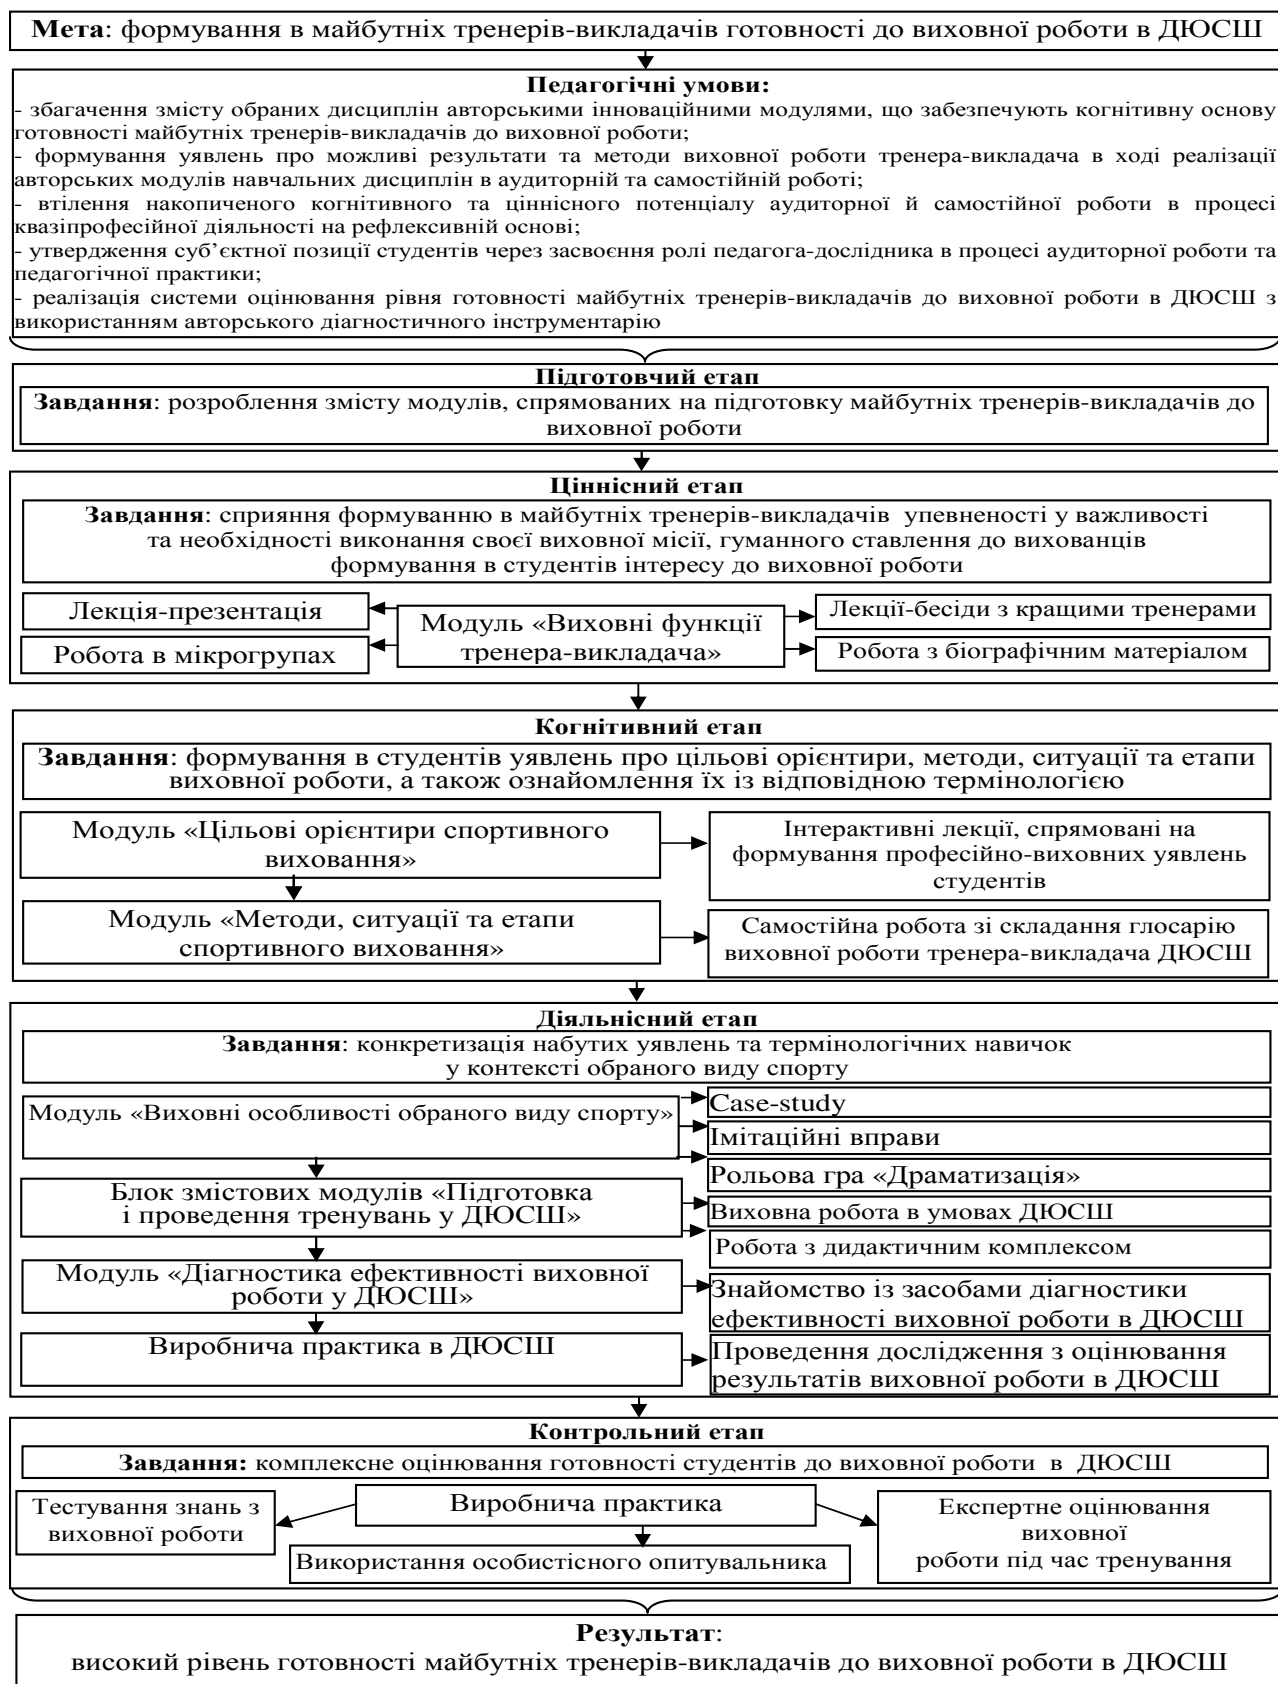 Мета: формування в майбутніх тренерів-викладачів готовності до виховної роботи в ДЮСШ
Педагогічні умови:
- збагачення змісту обраних дисциплін авторськими інноваційними модулями, що забезпечують когнітивну основу
готовності майбутніх тренерів-викладачів до виховної роботи;
- формування уявлень про можливі результати та методи виховної роботи тренера-викладача в ході реалізації
авторських модулів навчальних дисциплін в аудиторній та самостійній роботі;
- втілення накопиченого когнітивного та ціннісного потенціалу аудиторної й самостійної роботи в процесі
квазіпрофесійної діяльності на рефлексивній основі;
- утвердження суб’єктної позиції студентів через засвоєння ролі педагога-дослідника в процесі аудиторної роботи та
педагогічної практики;
- реалізація системи оцінювання рівня готовності майбутніх тренерів-викладачів до виховної роботи в ДЮСШ з
використанням авторського діагностичного інструментарію
Підготовчий етап
Завдання: розроблення змісту модулів, спрямованих на підготовку майбутніх тренерів-викладачів до
виховної роботи
Ціннісний етап
Завдання: сприяння формуванню в майбутніх тренерів-викладачів упевненості у важливості
та необхідності виконання своєї виховної місії, гуманного ставлення до вихованців
формування в студентів інтересу до виховної роботи
Лекція-презентація
Робота в мікрогрупах
Модуль «Виховні функції
тренера-викладача»
Лекції-бесіди з кращими тренерами
Робота з біографічним матеріалом
Когнітивний етап
Завдання: формування в студентів уявлень про цільові орієнтири, методи, ситуації та етапи
виховної роботи, а також ознайомлення їх із відповідною термінологією
Модуль «Цільові орієнтири спортивного
виховання»
Інтерактивні лекції, спрямовані на
формування професійно-виховних уявлень
студентів
Модуль «Методи, ситуації та етапи
спортивного виховання»
Самостійна робота зі складання глосарію
виховної роботи тренера-викладача ДЮСШ
Діяльнісний етап
Завдання: конкретизація набутих уявлень та термінологічних навичок
у контексті обраного виду спорту
Модуль «Виховні особливості обраного виду спорту»
Case-study
Імітаційні вправи
Рольова гра «Драматизація»
Блок змістових модулів «Підготовка
і проведення тренувань у ДЮСШ»
Виховна робота в умовах ДЮСШ
Робота з дидактичним комплексом
Модуль «Діагностика ефективності виховної
роботи у ДЮСШ»
Знайомство із засобами діагностики
ефективності виховної роботи в ДЮСШ
Виробнича практика в ДЮСШ
Проведення дослідження з оцінювання
результатів виховної роботи в ДЮСШ
Контрольний етап
Завдання: комплексне оцінювання готовності студентів до виховної роботи в ДЮСШ
Тестування знань з
виховної роботи
Виробнича практика
Використання особистісного опитувальника
Експертне оцінювання
виховної
роботи під час тренування
Результат:
високий рівень готовності майбутніх тренерів-викладачів до виховної роботи в ДЮСШ